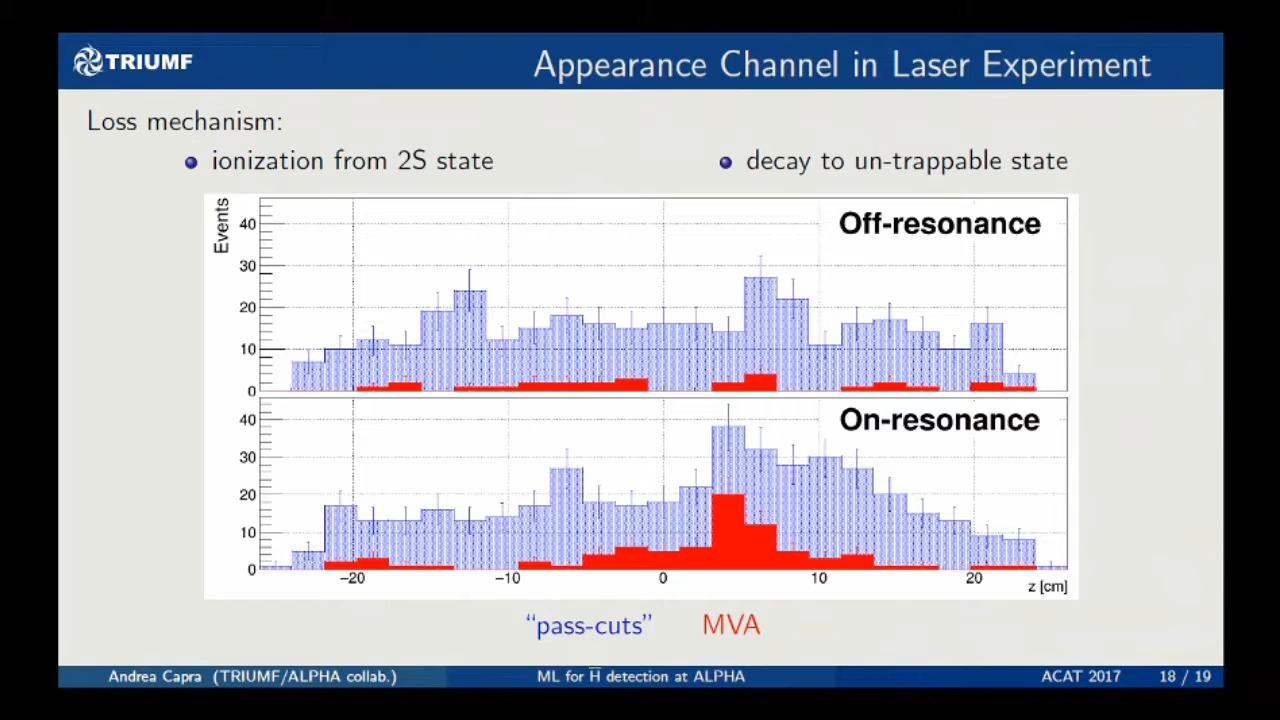 TRIUMF
Appearance Channel in Laser Experiment
Loss mechanism:
ionization from 2S state
decay to un-trappable state
Events
40
30
20
10
0
Off-resonance
40
30
20
10
0
On-resonance
−20 −10 0 10 20
z [cm]
“pass-cuts” MVA
Andrea Capra (TRIUMF/ALPHA collab.) ML for H̅ detection at ALPHA ACAT 2017 18 / 19